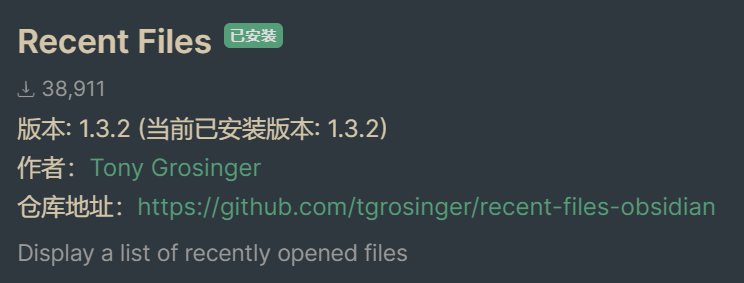 Recent Files 已安装
38,911
版本: 1.3.2 (当前已安装版本: 1.3.2)
作者：Tony Grosinger
仓库地址：https://github.com/tgrosinger/recent-files-obsidian
Display a list of recently opened files